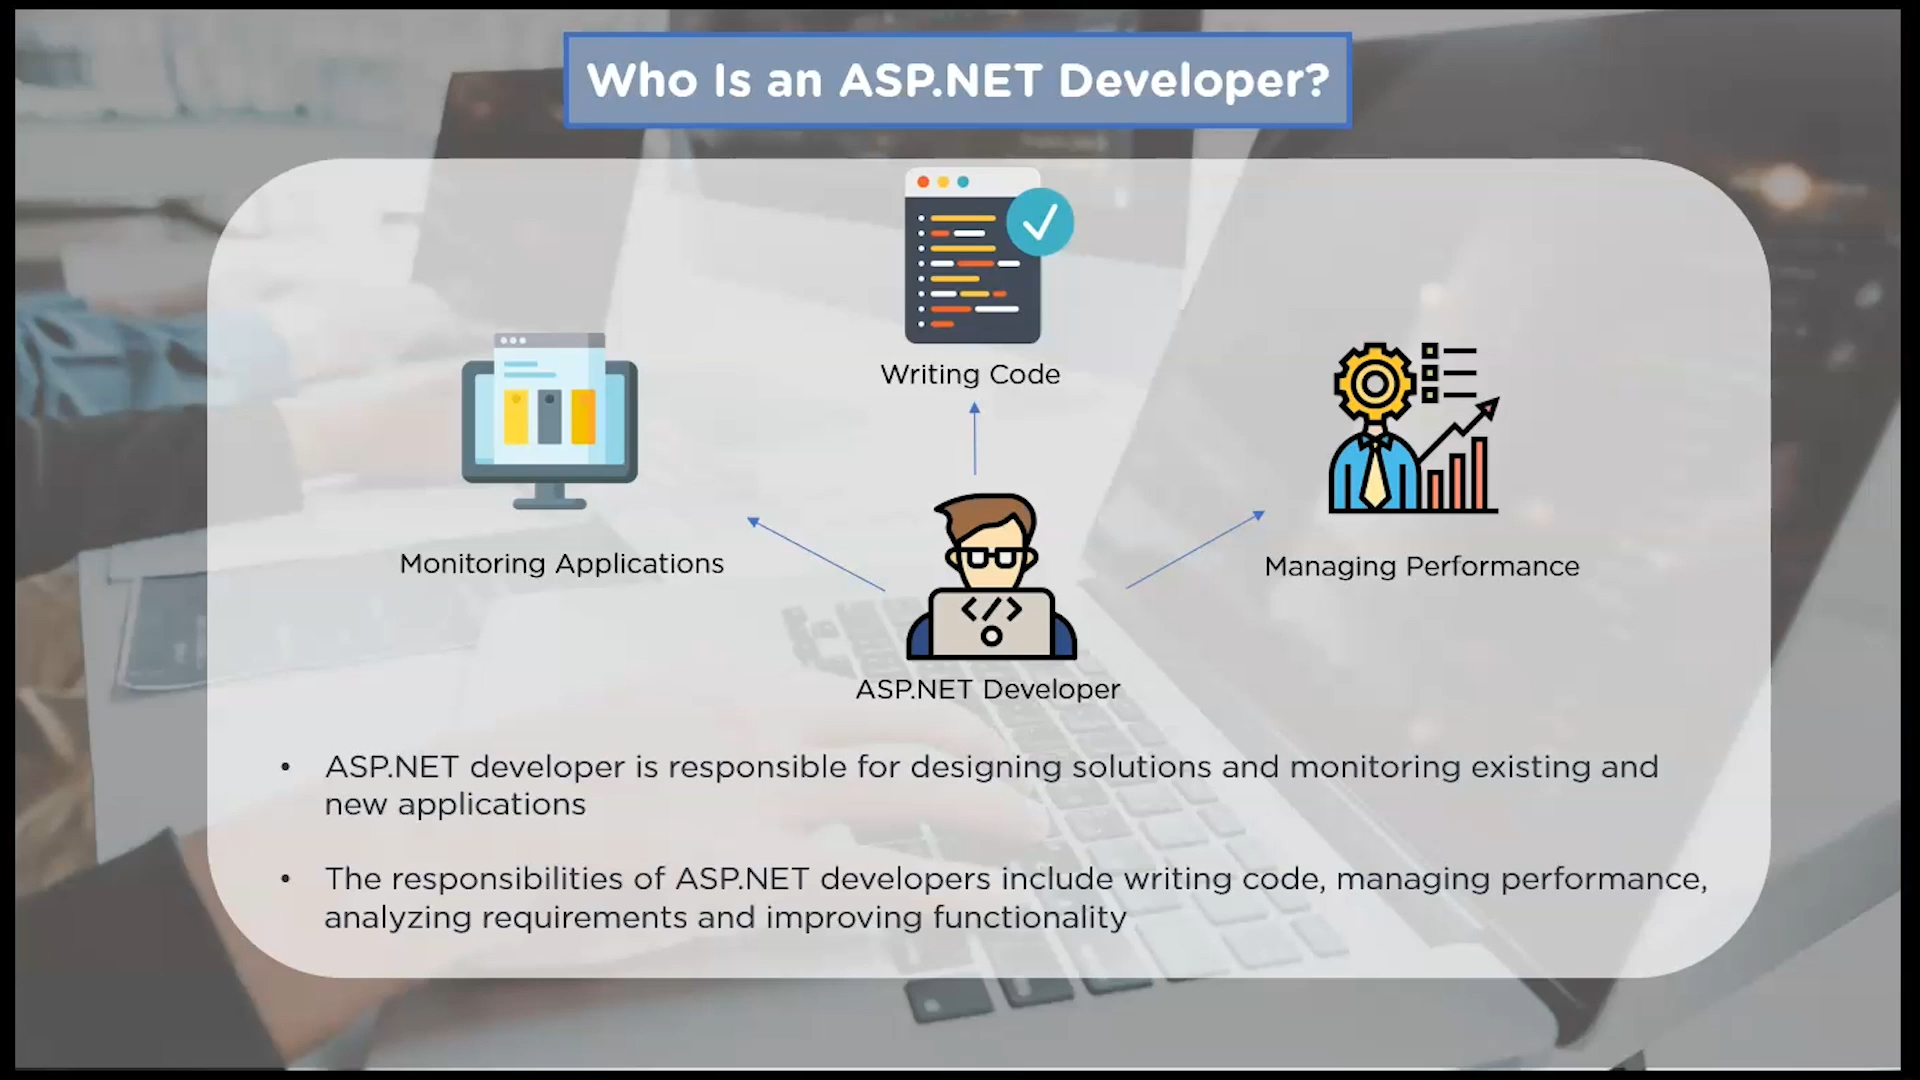 Who Is an ASP.NET Developer?
Writing Code
Monitoring Applications
Managing Performance
</>
ASP.NET Developer
• ASP.NET developer is responsible for designing solutions and monitoring existing and
new applications
• The responsibilities of ASP.NET developers include writing code, managing performance,
analyzing requirements and improving functionality